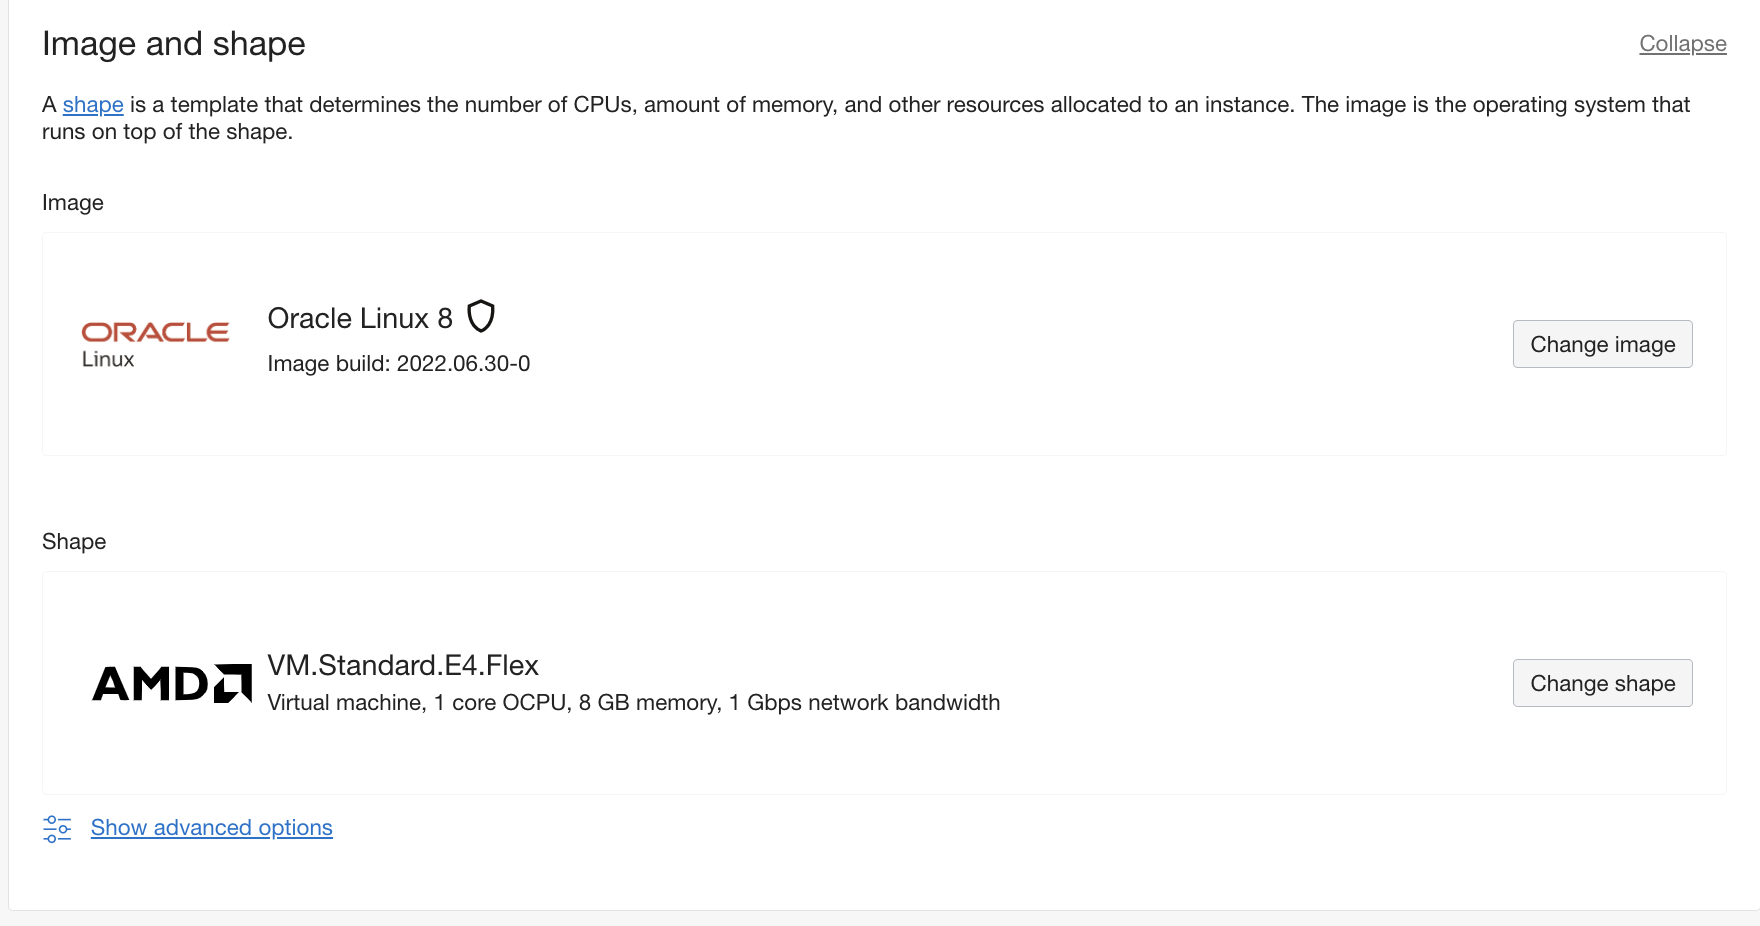 Image and shape
Collapse
A shape is a template that determines the number of CPUs, amount of memory, and other resources allocated to an instance. The image is the operating system that
runs on top of the shape.
Image
ORACLE
Linux
Oracle Linux 8
Image build: 2022.06.30-0
Change image
Shape
AMD
VM.Standard.E4.Flex
Virtual machine, 1 core OCPU, 8 GB memory, 1 Gbps network bandwidth
Change shape
Show advanced options